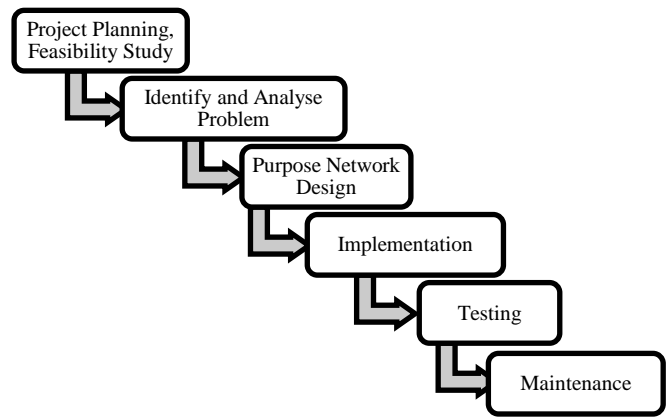 Project Planning,
Feasibility Study
Identify and Analyse
Problem
Purpose Network
Design
Implementation
Testing
Maintenance